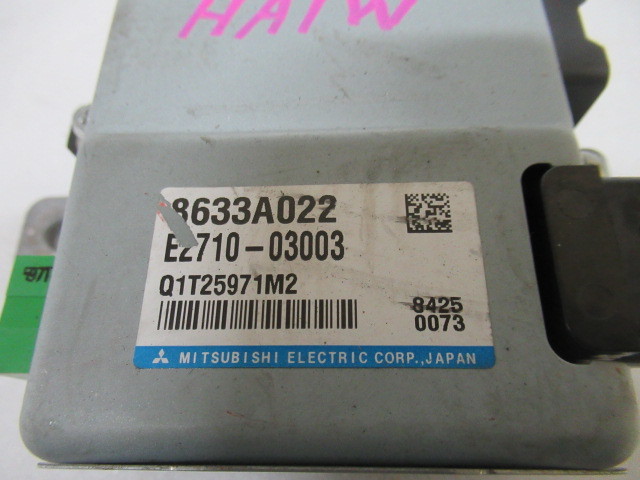 HA1W
8633A022
E2710-03003
Q1T25971M2
8425
0073
MITSUBISHI ELECTRIC CORP.,JAPAN